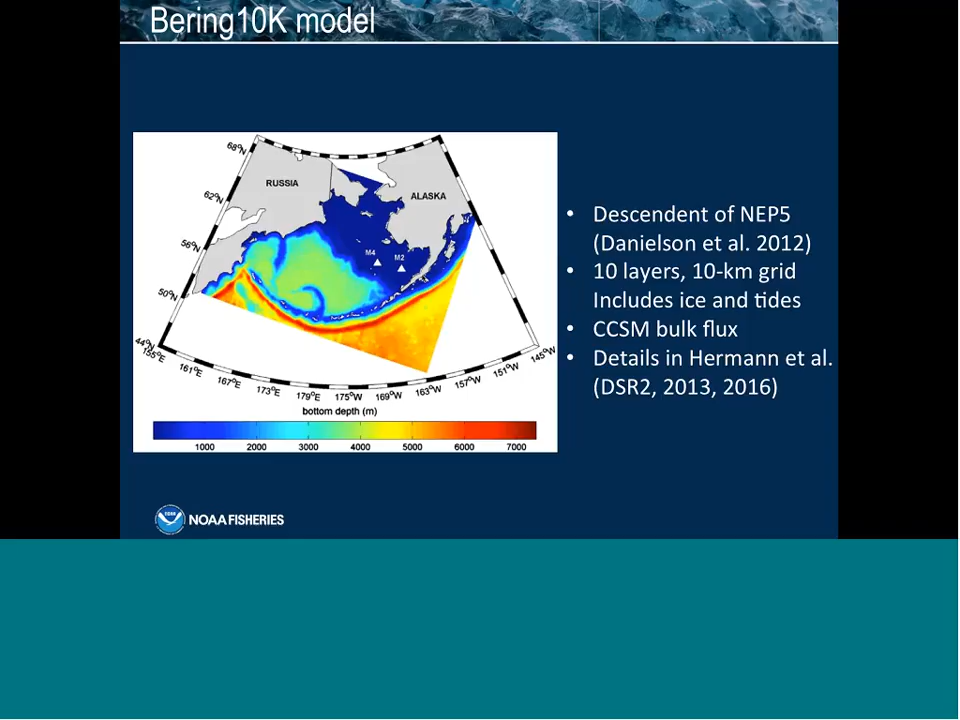 Bering10K model
68°N
RUSSIA
ALASKA
62°N
56°N
M4
M2
50°N
44°N
155°E
161°E
167°E
173°E
179°E
175°W
169°W
163°W
157°W
151°W
145°W
bottom depth (m)
1000 2000 3000 4000 5000 6000 7000
• Descendent of NEP5
(Danielson et al. 2012)
• 10 layers, 10-km grid
Includes ice and tides
• CCSM bulk flux
• Details in Hermann et al.
(DSR2, 2013, 2016)
NOAA FISHERIES